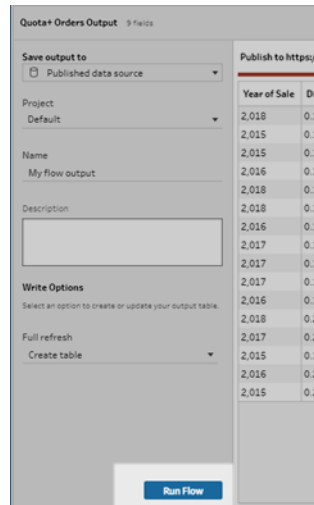 Quota+ Orders Output 9 fields
Save output to
Published data source
Project
Default
Name
My flow output
Description
Write Options
Select an option to create or update your output table.
Full refresh
Create table
Run Flow
Publish to https:/
Year of Sale
2,018
2,015
2,015
2,016
2,018
2,018
2,016
2,017
2,017
2,017
2,016
2,018
2,017
2,015
2,016
2,015